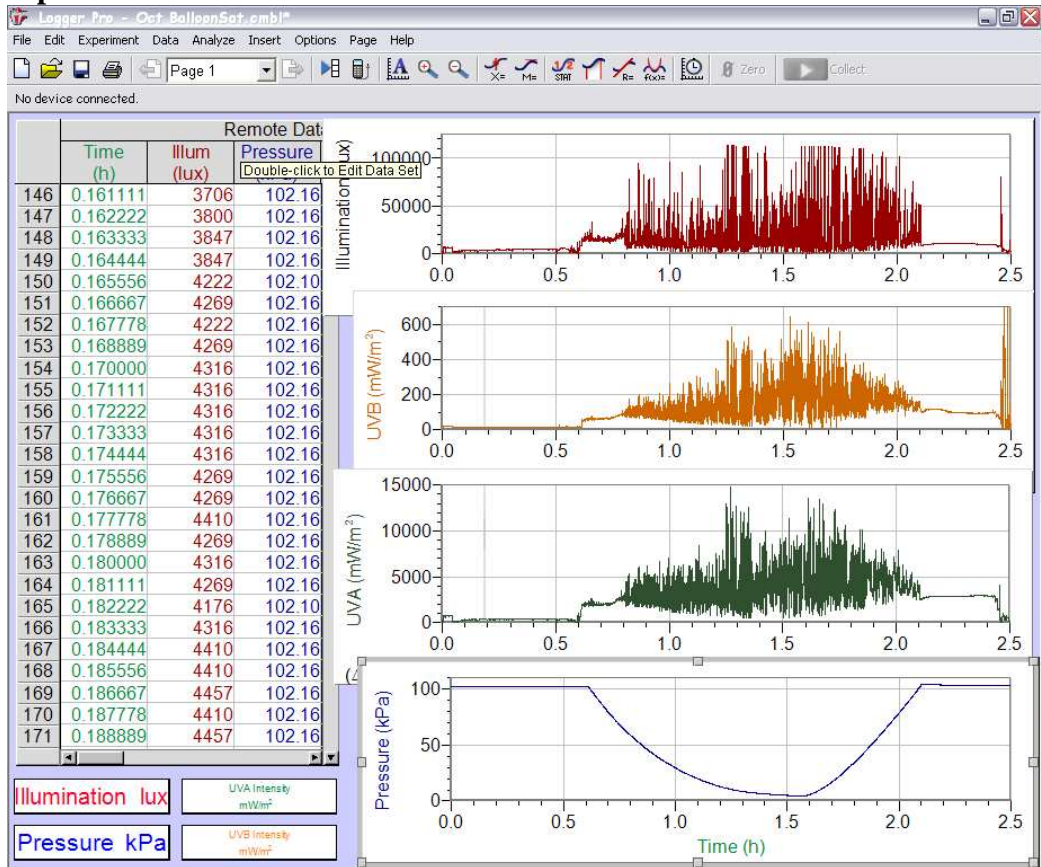 Logger Pro - Oct BalloonSat.cmbl*
File Edit Experiment Data Analyze Insert Options Page Help
Page 1
X= M= STAT R= f(x)= Zero Collect
No device connected.
Remote Dat
Time Illum Pressure
(h) (lux)
Double-click to Edit Data Set
146 0.161111 3706 102.16
147 0.162222 3800 102.16
148 0.163333 3847 102.16
149 0.164444 3847 102.16
150 0.165556 4222 102.10
151 0.166667 4269 102.16
152 0.167778 4222 102.16
153 0.168889 4269 102.16
154 0.170000 4316 102.16
155 0.171111 4316 102.16
156 0.172222 4316 102.16
157 0.173333 4316 102.16
158 0.174444 4316 102.16
159 0.175556 4269 102.16
160 0.176667 4269 102.16
161 0.177778 4410 102.16
162 0.178889 4269 102.16
163 0.180000 4316 102.16
164 0.181111 4269 102.16
165 0.182222 4176 102.10
166 0.183333 4316 102.16
167 0.184444 4410 102.16
168 0.185556 4410 102.16
169 0.186667 4457 102.16
170 0.187778 4410 102.16
171 0.188889 4457 102.16
Illumination lux
UVA Intensity
mW/m²
Pressure kPa
UVB Intensity
mW/m²
Illumination (lux)
100000
50000
0
0.0 0.5 1.0 1.5 2.0 2.5
UVB (mW/m²)
600
400
200
0
0.0 0.5 1.0 1.5 2.0 2.5
UVA (mW/m²)
15000
10000
5000
0
0.0 0.5 1.0 1.5 2.0 2.5
Pressure (kPa)
100
50
0
0.0 0.5 1.0 1.5 2.0 2.5
Time (h)